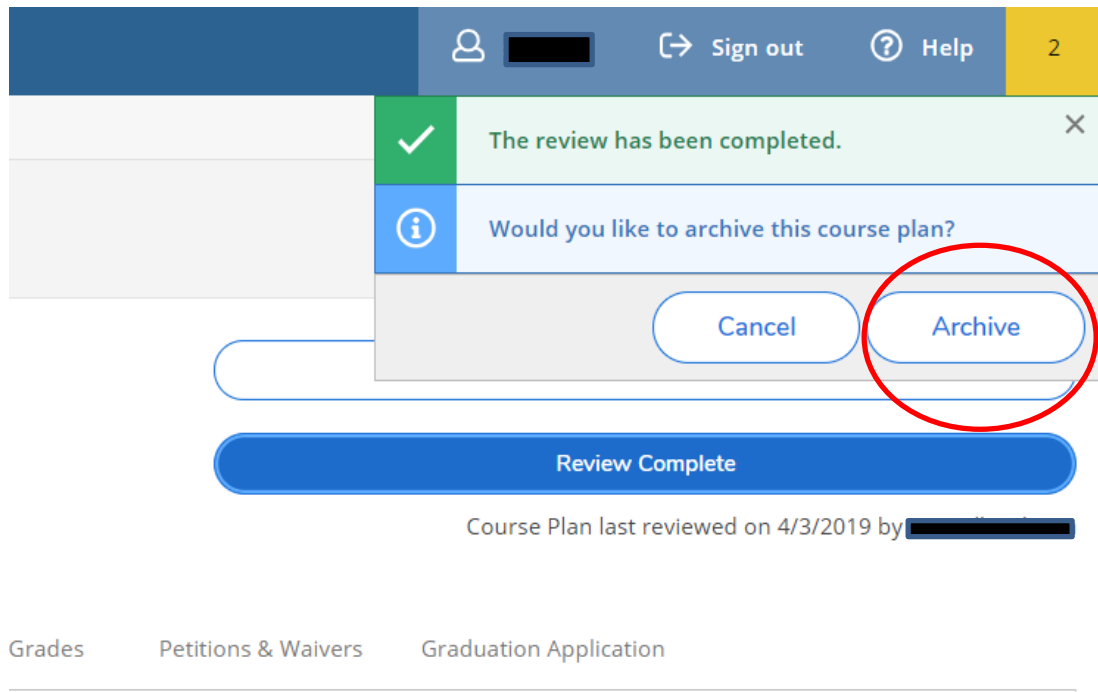 Sign out
Help
2
The review has been completed.
Would you like to archive this course plan?
Cancel
Archive
Review Complete
Course Plan last reviewed on 4/3/2019 by
Grades
Petitions & Waivers
Graduation Application